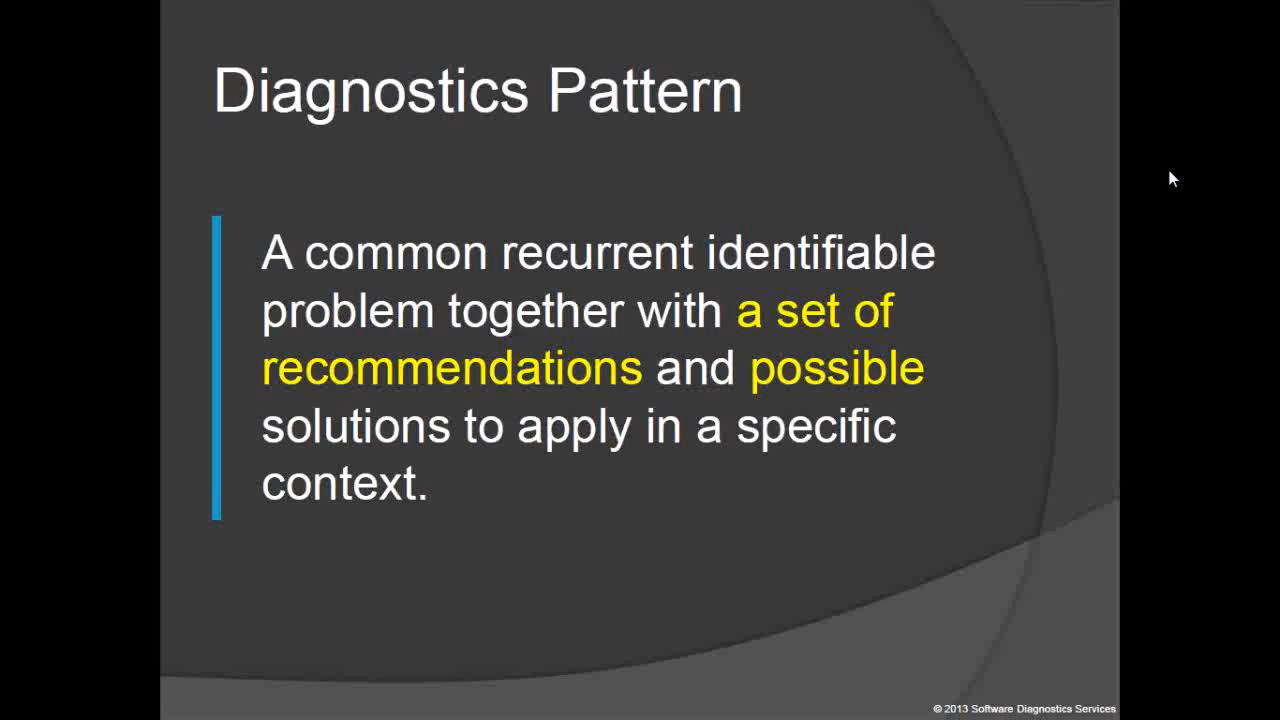 Diagnostics Pattern
A common recurrent identifiable
problem together with a set of
recommendations and possible
solutions to apply in a specific
context.
© 2013 Software Diagnostics Services